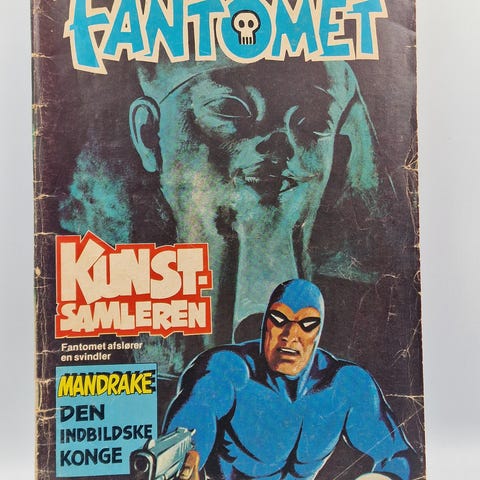 FANTOMET
KUNST-
SAMLEREN
Fantomet afslører
en svindler
MANDRAKE:
DEN
INDBILDSKE
KONGE